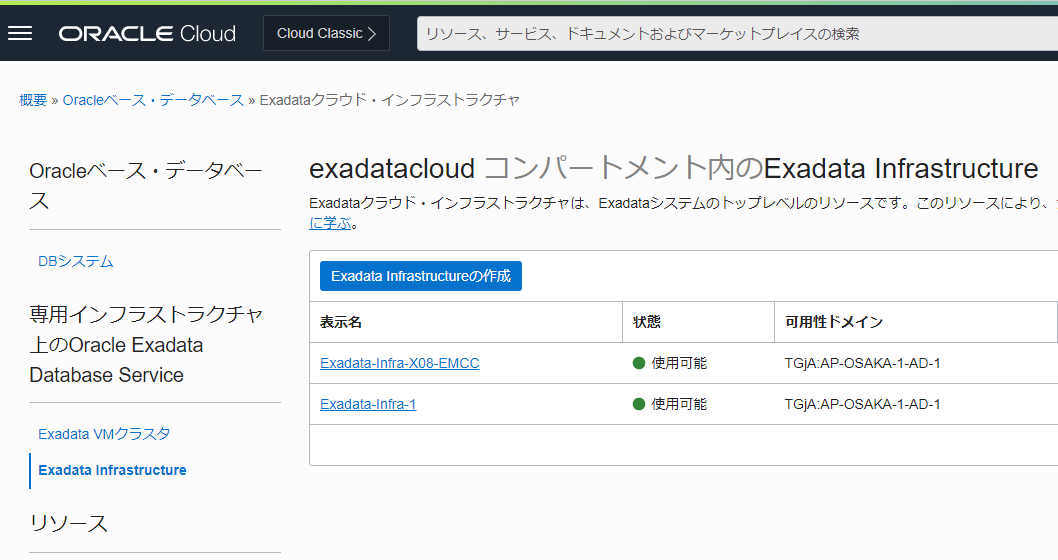 ORACLE Cloud
Cloud Classic
リソース、サービス、ドキュメントおよびマーケットプレイスの検索
概要 » Oracleベース・データベース » Exadataクラウド・インフラストラクチャ
Oracleベース・データベー
ス
DBシステム
専用インフラストラクチャ
上のOracle Exadata
Database Service
Exadata VMクラスタ
Exadata Infrastructure
リソース
exadatacloud コンパートメント内のExadata Infrastructure
Exadataクラウド・インフラストラクチャは、Exadataシステムのトップレベルのリソースです。このリソースにより、
に学ぶ。
Exadata Infrastructureの作成
表示名 状態 可用性ドメイン
Exadata-Infra-X08-EMCC 使用可能 TGjA:AP-OSAKA-1-AD-1
Exadata-Infra-1 使用可能 TGjA:AP-OSAKA-1-AD-1